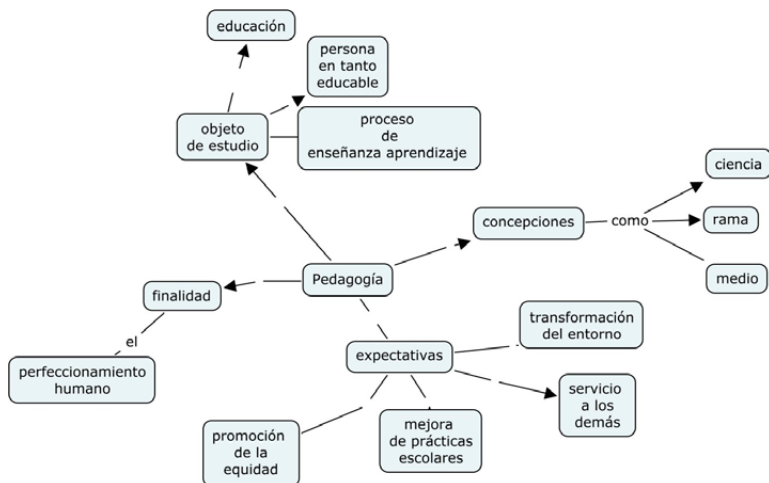 educación
persona
en tanto
educable
objeto
de estudio
proceso
de
enseñanza aprendizaje
ciencia
concepciones
como
rama
medio
Pedagogía
finalidad
el
perfeccionamiento
humano
expectativas
transformación
del entorno
servicio
a los
demás
mejora
de prácticas
escolares
promoción
de la
equidad